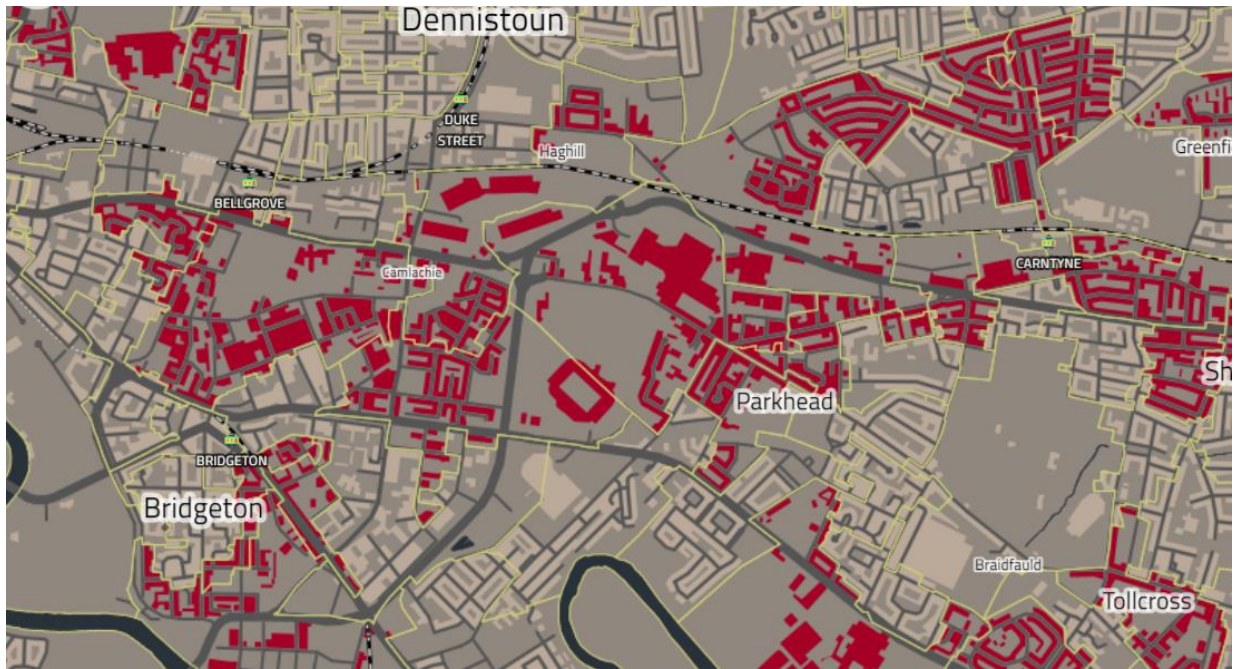 Dennistoun
DUKE
STREET
Haghill
Greenfi
BELLGROVE
CARNTYNE
Camlachie
Sh
Parkhead
BRIDGETON
Bridgeton
Braidfauld
Tollcross